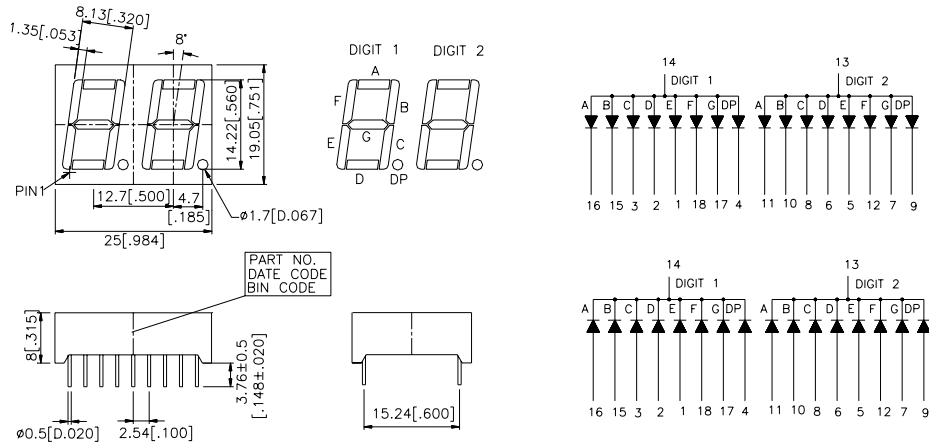 8.13[.320]
1.35[.053]
8°
14.22[.560]
19.05[.751]
PIN1
12.7[.500]
4.7
[.185]
ø1.7[D.067]
25[.984]
DIGIT 1
DIGIT 2
A
F
B
G
E
C
D
DP
14
DIGIT 1
A B C D E F G DP
16 15 3 2 1 18 17 4
13
DIGIT 2
A B C D E F G DP
11 10 8 6 5 12 7 9
PART NO.
DATE CODE
BIN CODE
8[.315]
3.76±0.5
[.148±.020]
ø0.5[D.020]
2.54[.100]
15.24[.600]
14
DIGIT 1
A B C D E F G DP
16 15 3 2 1 18 17 4
13
DIGIT 2
A B C D E F G DP
11 10 8 6 5 12 7 9